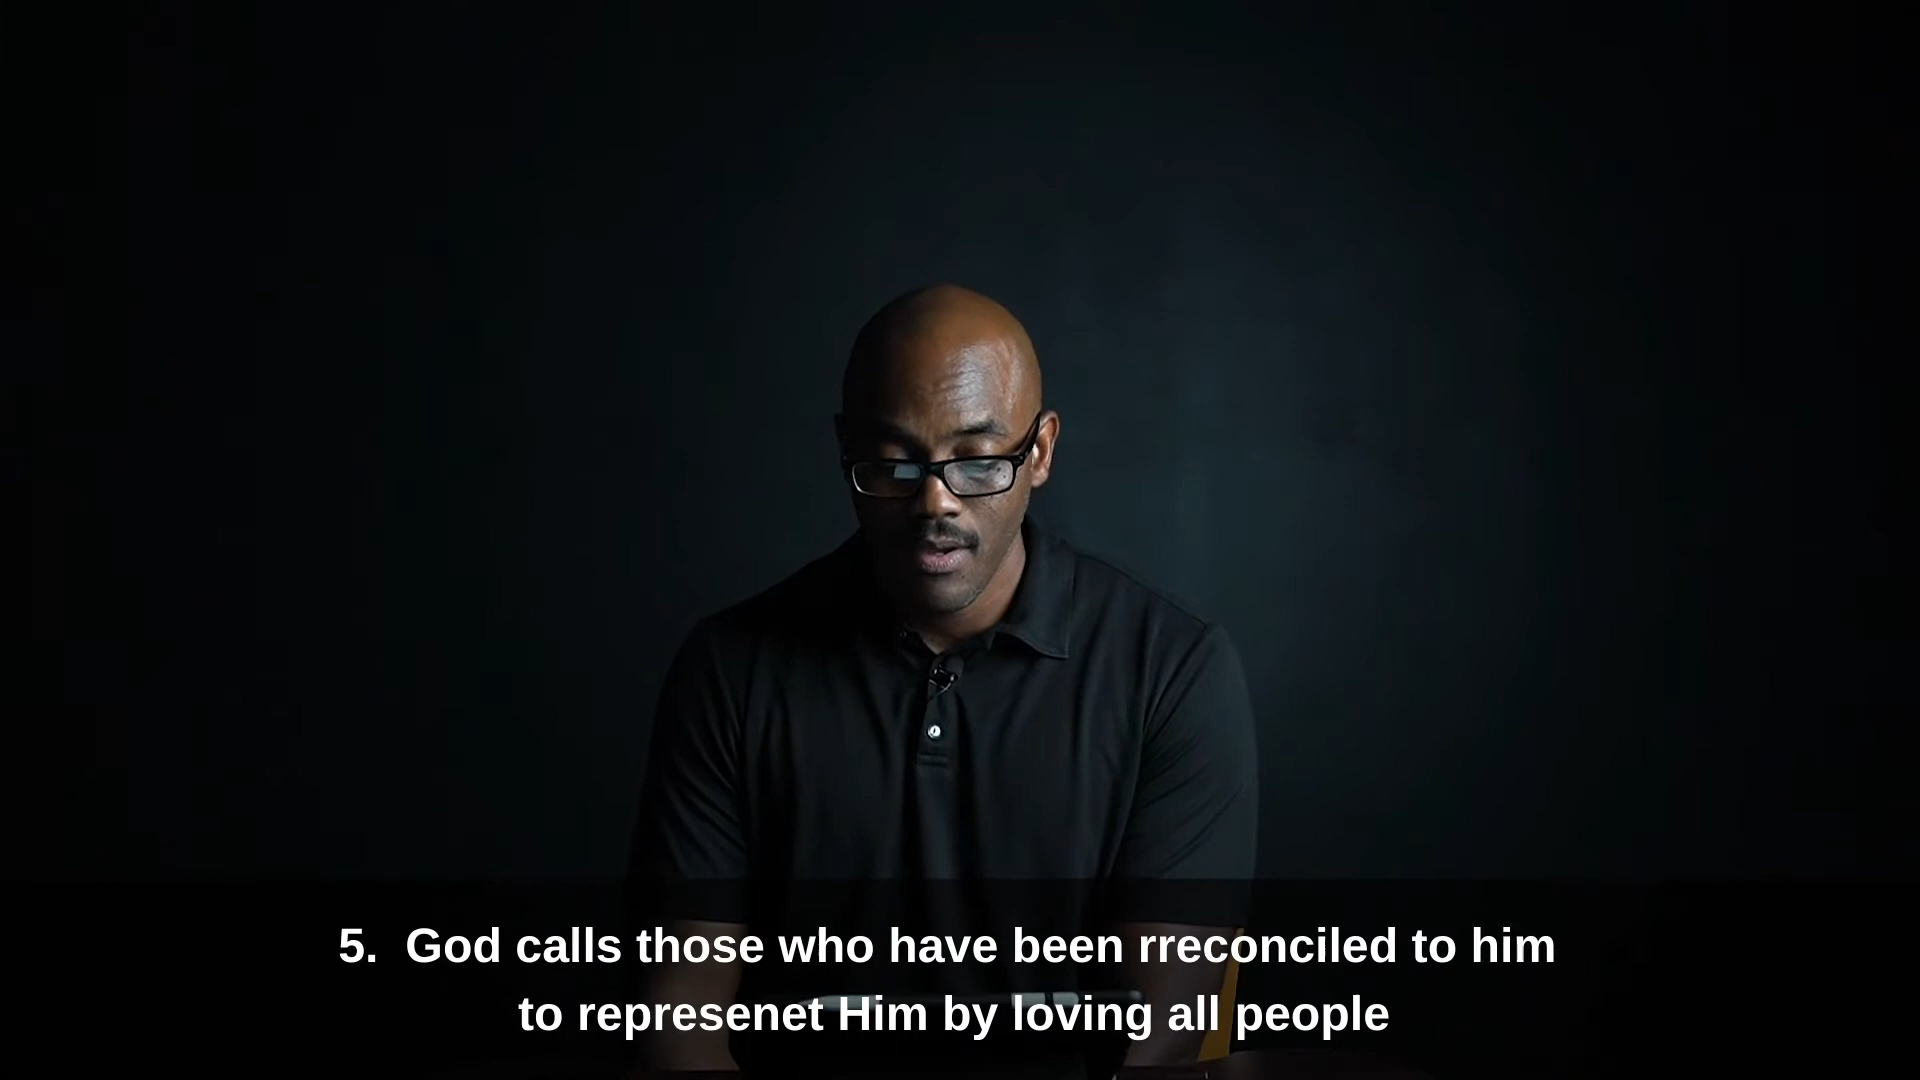 5.  God calls those who have been rreconciled to him
to represenet Him by loving all people